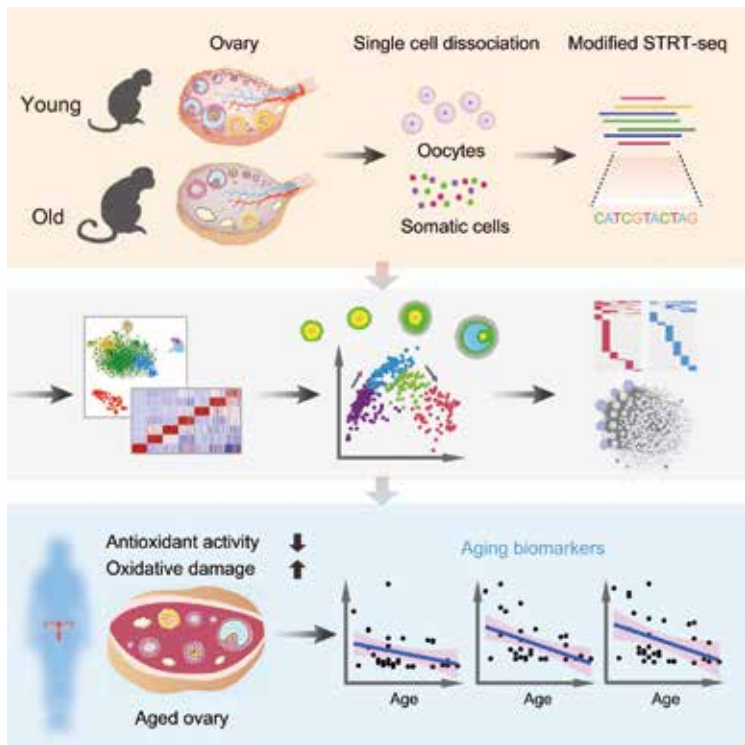 Ovary
Single cell dissociation
Modified STRT-seq
Young
Oocytes
Old
Somatic cells
CATCGTACTAG
Antioxidant activity
Oxidative damage
Aging biomarkers
Aged ovary
Age
Age
Age